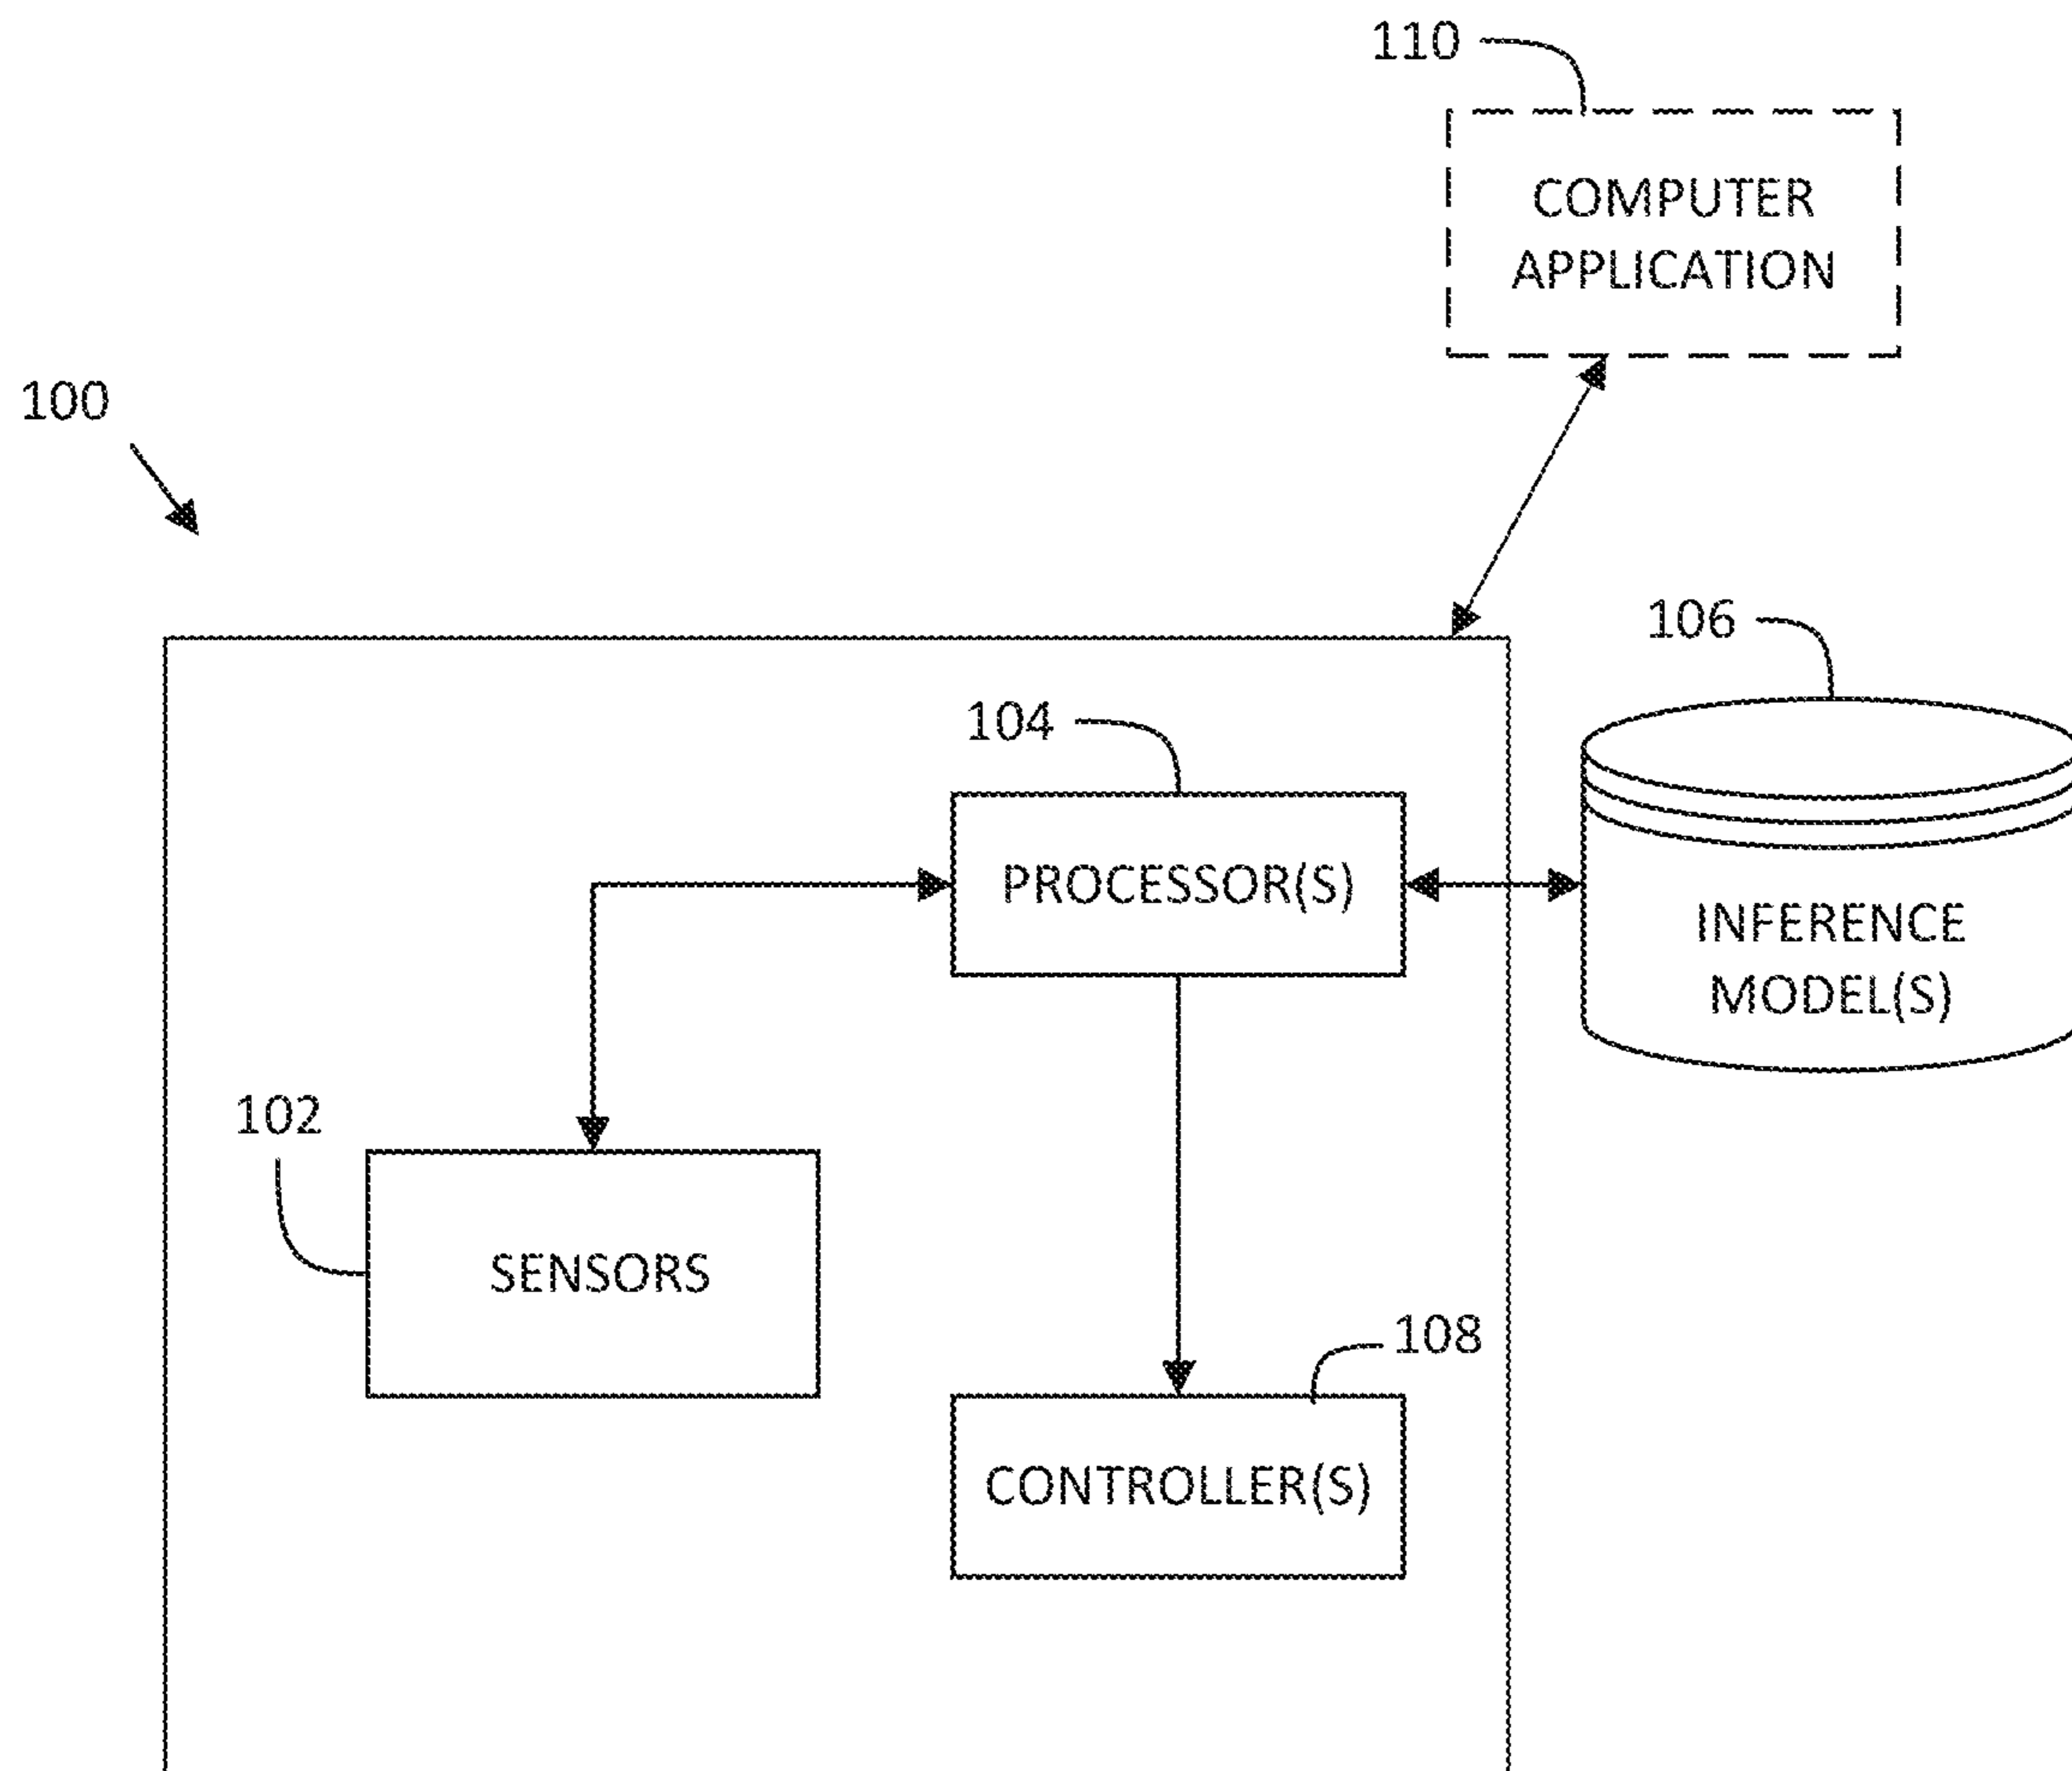 110
COMPUTER
APPLICATION
100
106
104
PROCESSOR(S)
INFERENCE
MODEL(S)
102
SENSORS
108
CONTROLLER(S)